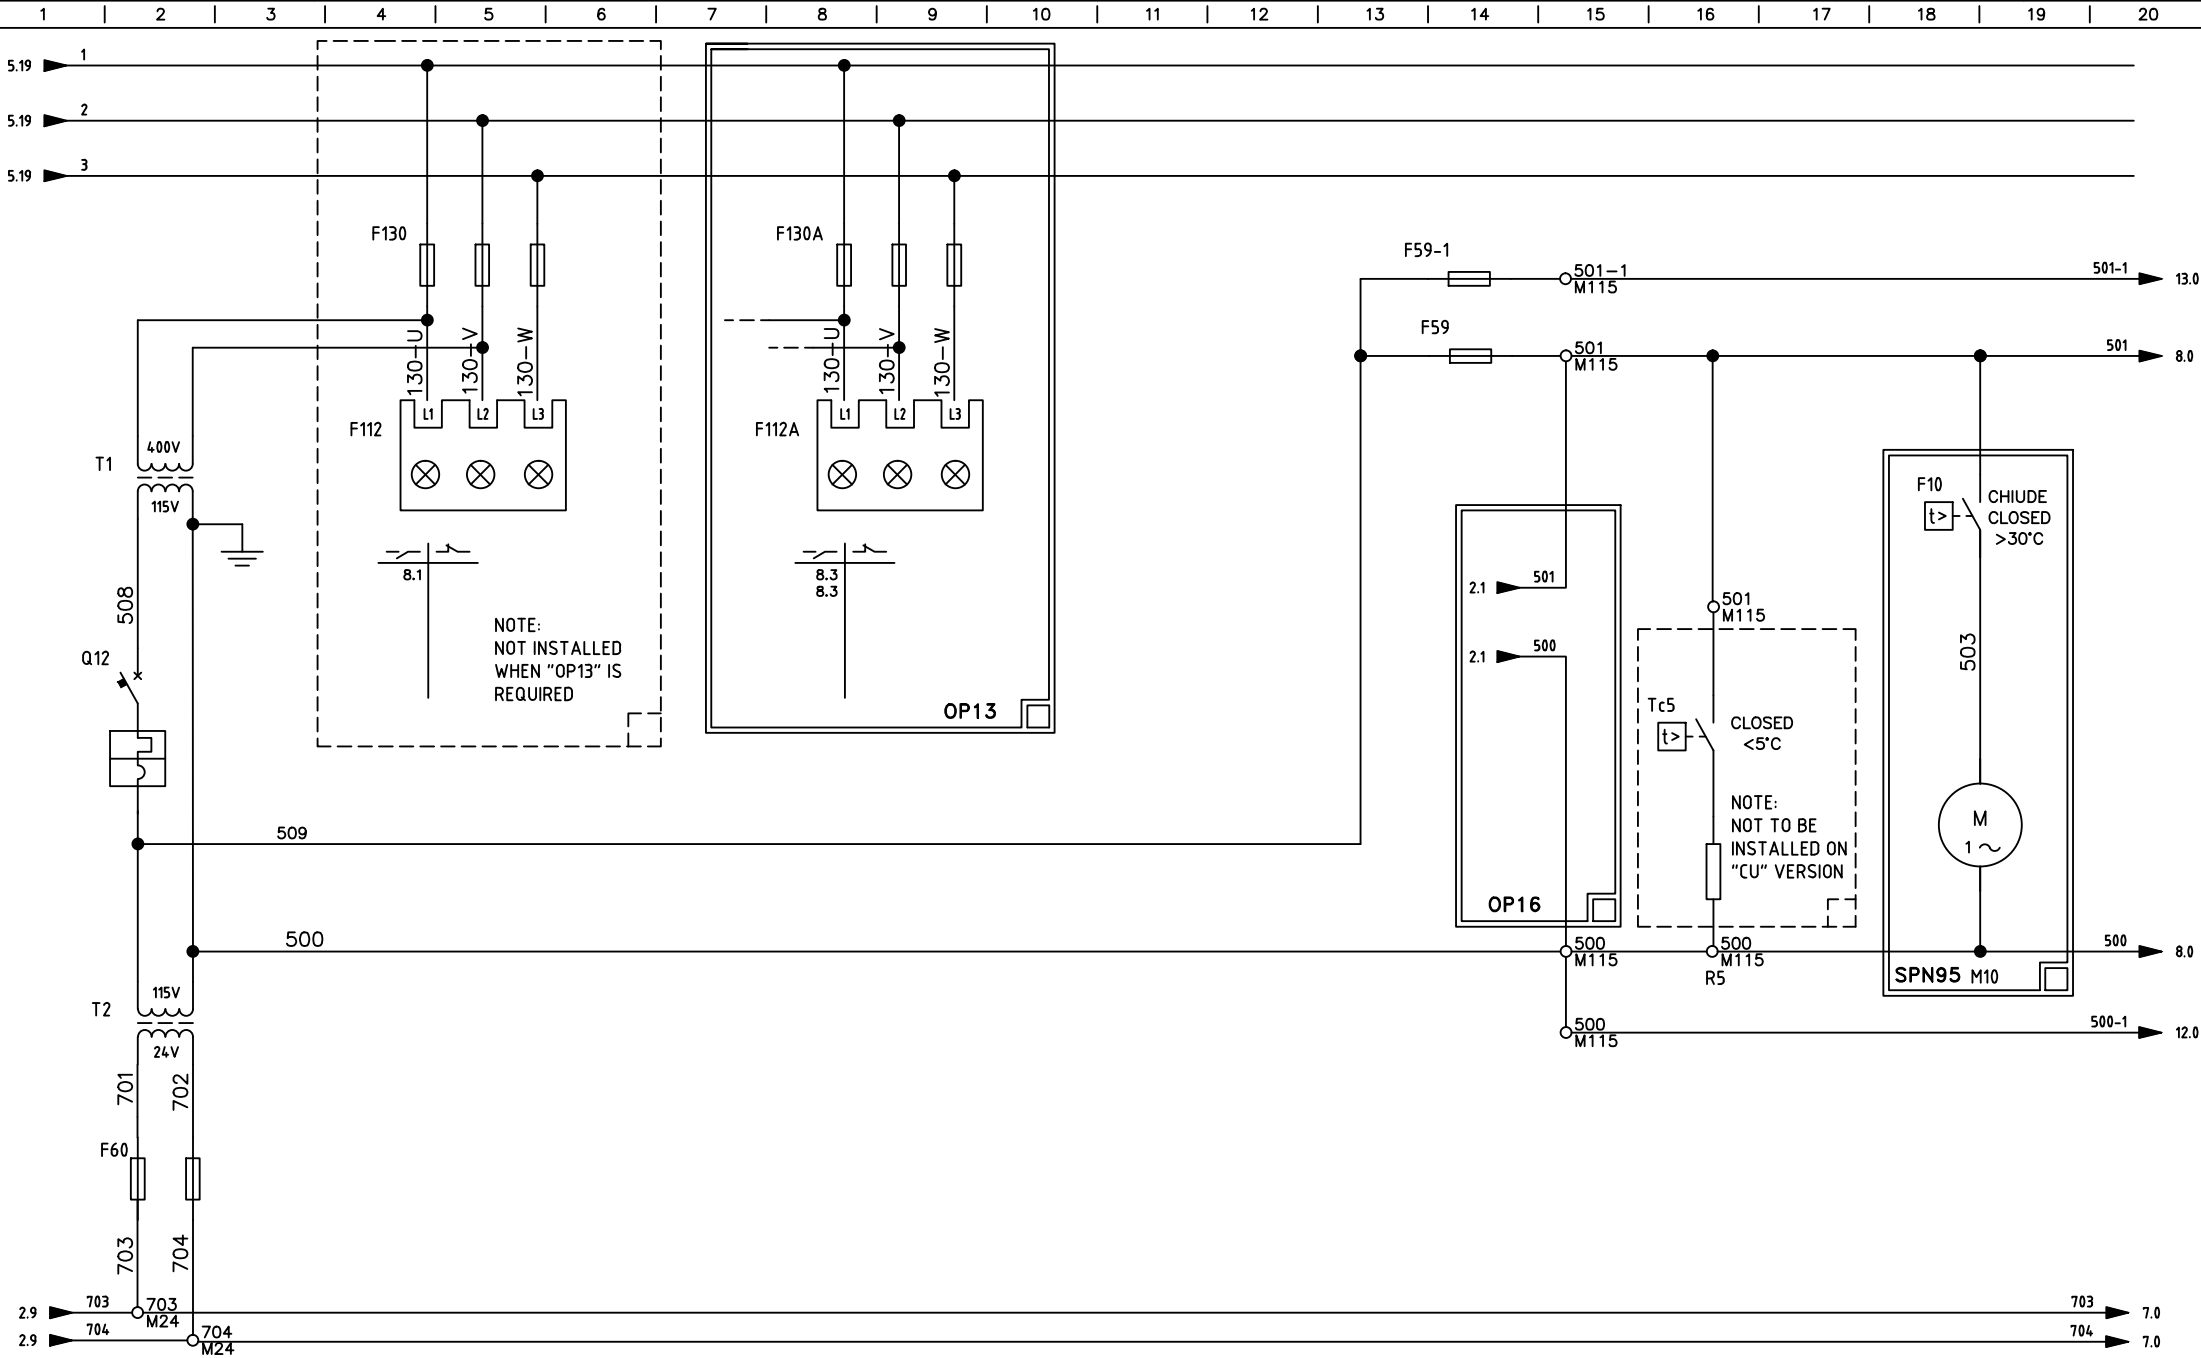 1 2 3 4 5 6 7 8 9 10 11 12 13 14 15 16 17 18 19 20
5.19 1
5.19 2
5.19 3
F130
F130A
F59-1
501-1
M115
501-1 13.0
F59
501
M115
501 8.0
130-U
130-V
130-W
130-U
130-V
130-W
F112
L1 L2 L3
F112A
L1 L2 L3
T1
400V
115V
8.1
8.3
8.3
508
Q12
NOTE:
NOT INSTALLED
WHEN "OP13" IS
REQUIRED
OP13
2.1 501
2.1 500
OP16
501
M115
Tc5
t>
CLOSED
<5°C
NOTE:
NOT TO BE
INSTALLED ON
"CU" VERSION
F10
t>
CHIUDE
CLOSED
>30°C
503
M
1~
509
500
500
M115
500
M115
R5
SPN95 M10
500 8.0
500
M115
500-1 12.0
T2
115V
24V
701
702
F60
703
704
2.9 703
703
M24
703 7.0
2.9 704
704
M24
704 7.0